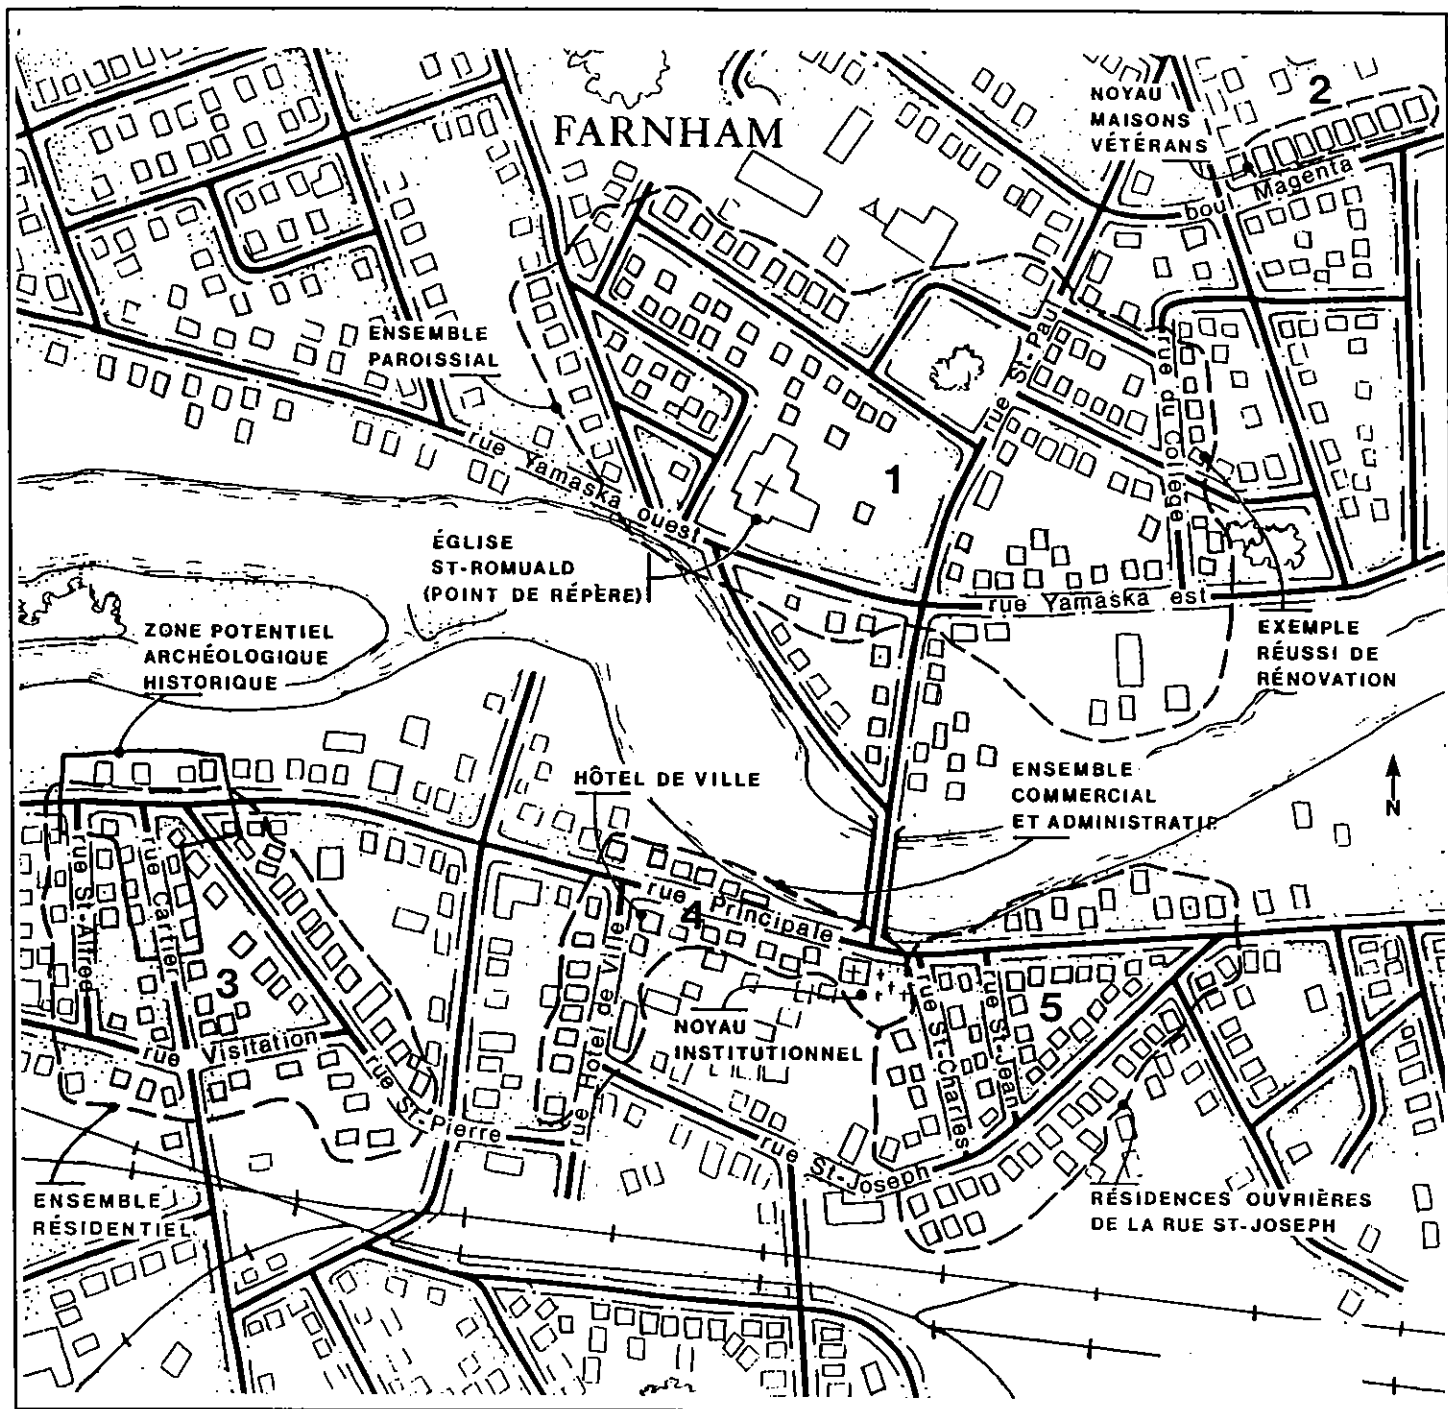 FARNHAM
NOYAU
MAISONS
VÉTÉRANS
2
boul Magenta
ENSEMBLE
PAROISSIAL
rue St-Pau
rue du College
1
rue Yamaska ouest
ÉGLISE
ST-ROMUALD
(POINT DE RÉPÈRE)
rue Yamaska est
EXEMPLE
RÉUSSI DE
RÉNOVATION
ZONE POTENTIEL
ARCHÉOLOGIQUE
HISTORIQUE
HÔTEL DE VILLE
ENSEMBLE
COMMERCIAL
ET ADMINISTRATIF
N
rue St-Alfred
rue Cartier
3
rue Visitation
rue St-Pierre
rue Principale
4
rue Hôtel de Ville
NOYAU
INSTITUTIONNEL
rue St-Charles
rue St-Jean
5
rue St-Joseph
ENSEMBLE
RÉSIDENTIEL
RÉSIDENCES OUVRIÈRES
DE LA RUE ST-JOSEPH